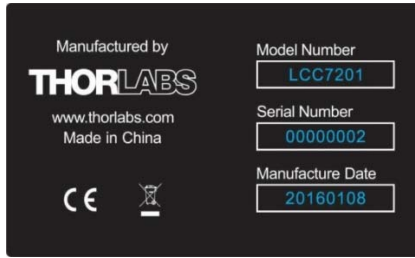 Manufactured by
THORLABS
www.thorlabs.com
Made in China
CE
Model Number
LCC7201
Serial Number
00000002
Manufacture Date
20160108